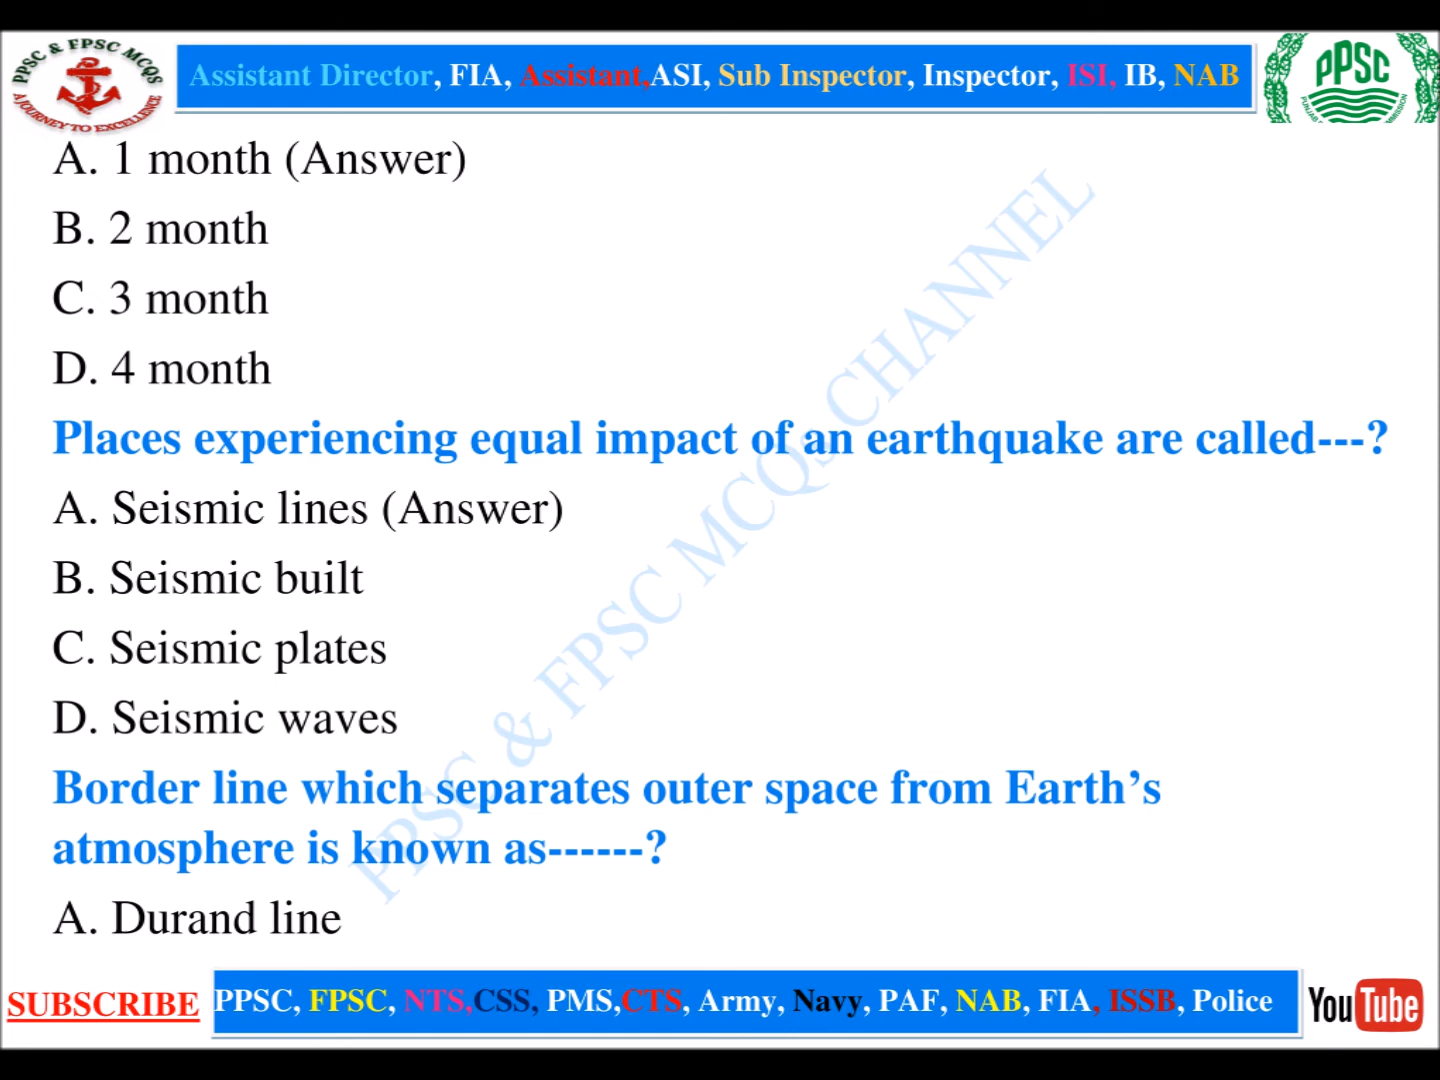 PPSC & FPSC MCQS
A JOURNEY TO EXCELLENCE
Assistant Director, FIA, Assistant,ASI, Sub Inspector, Inspector, ISI, IB, NAB
PPSC
A. 1 month (Answer)
B. 2 month
C. 3 month
D. 4 month
Places experiencing equal impact of an earthquake are called---?
A. Seismic lines (Answer)
B. Seismic built
C. Seismic plates
D. Seismic waves
Border line which separates outer space from Earth’s
atmosphere is known as------?
A. Durand line
PPSC & FPSC MCQs CHANNEL
SUBSCRIBE
PPSC, FPSC, NTS,CSS, PMS,CTS, Army, Navy, PAF, NAB, FIA, ISSB, Police
YouTube